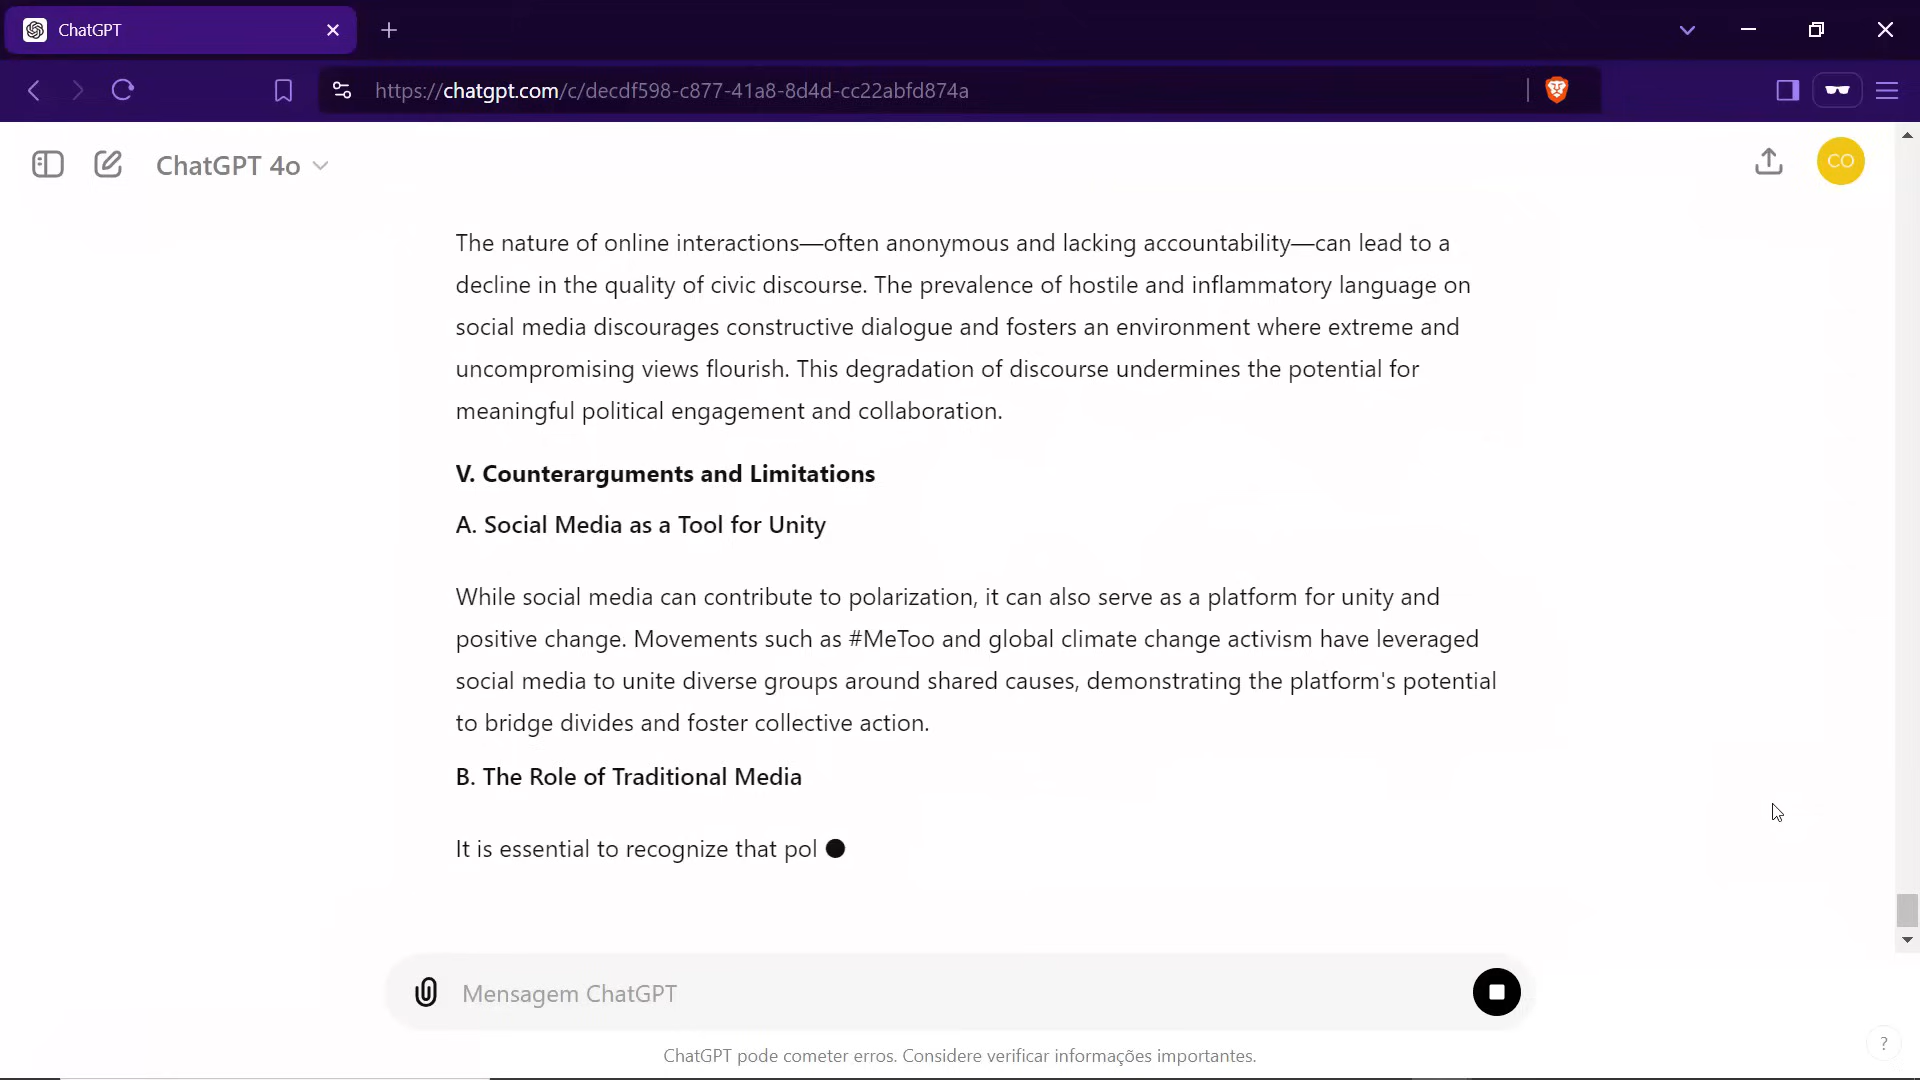 ChatGPT
https://chatgpt.com/c/decdf598-c877-41a8-8d4d-cc22abfd874a
ChatGPT 4o
CO
The nature of online interactions—often anonymous and lacking accountability—can lead to a
decline in the quality of civic discourse. The prevalence of hostile and inflammatory language on
social media discourages constructive dialogue and fosters an environment where extreme and
uncompromising views flourish. This degradation of discourse undermines the potential for
meaningful political engagement and collaboration.
V. Counterarguments and Limitations
A. Social Media as a Tool for Unity
While social media can contribute to polarization, it can also serve as a platform for unity and
positive change. Movements such as #MeToo and global climate change activism have leveraged
social media to unite diverse groups around shared causes, demonstrating the platform's potential
to bridge divides and foster collective action.
B. The Role of Traditional Media
It is essential to recognize that pol
Mensagem ChatGPT
ChatGPT pode cometer erros. Considere verificar informações importantes.
?